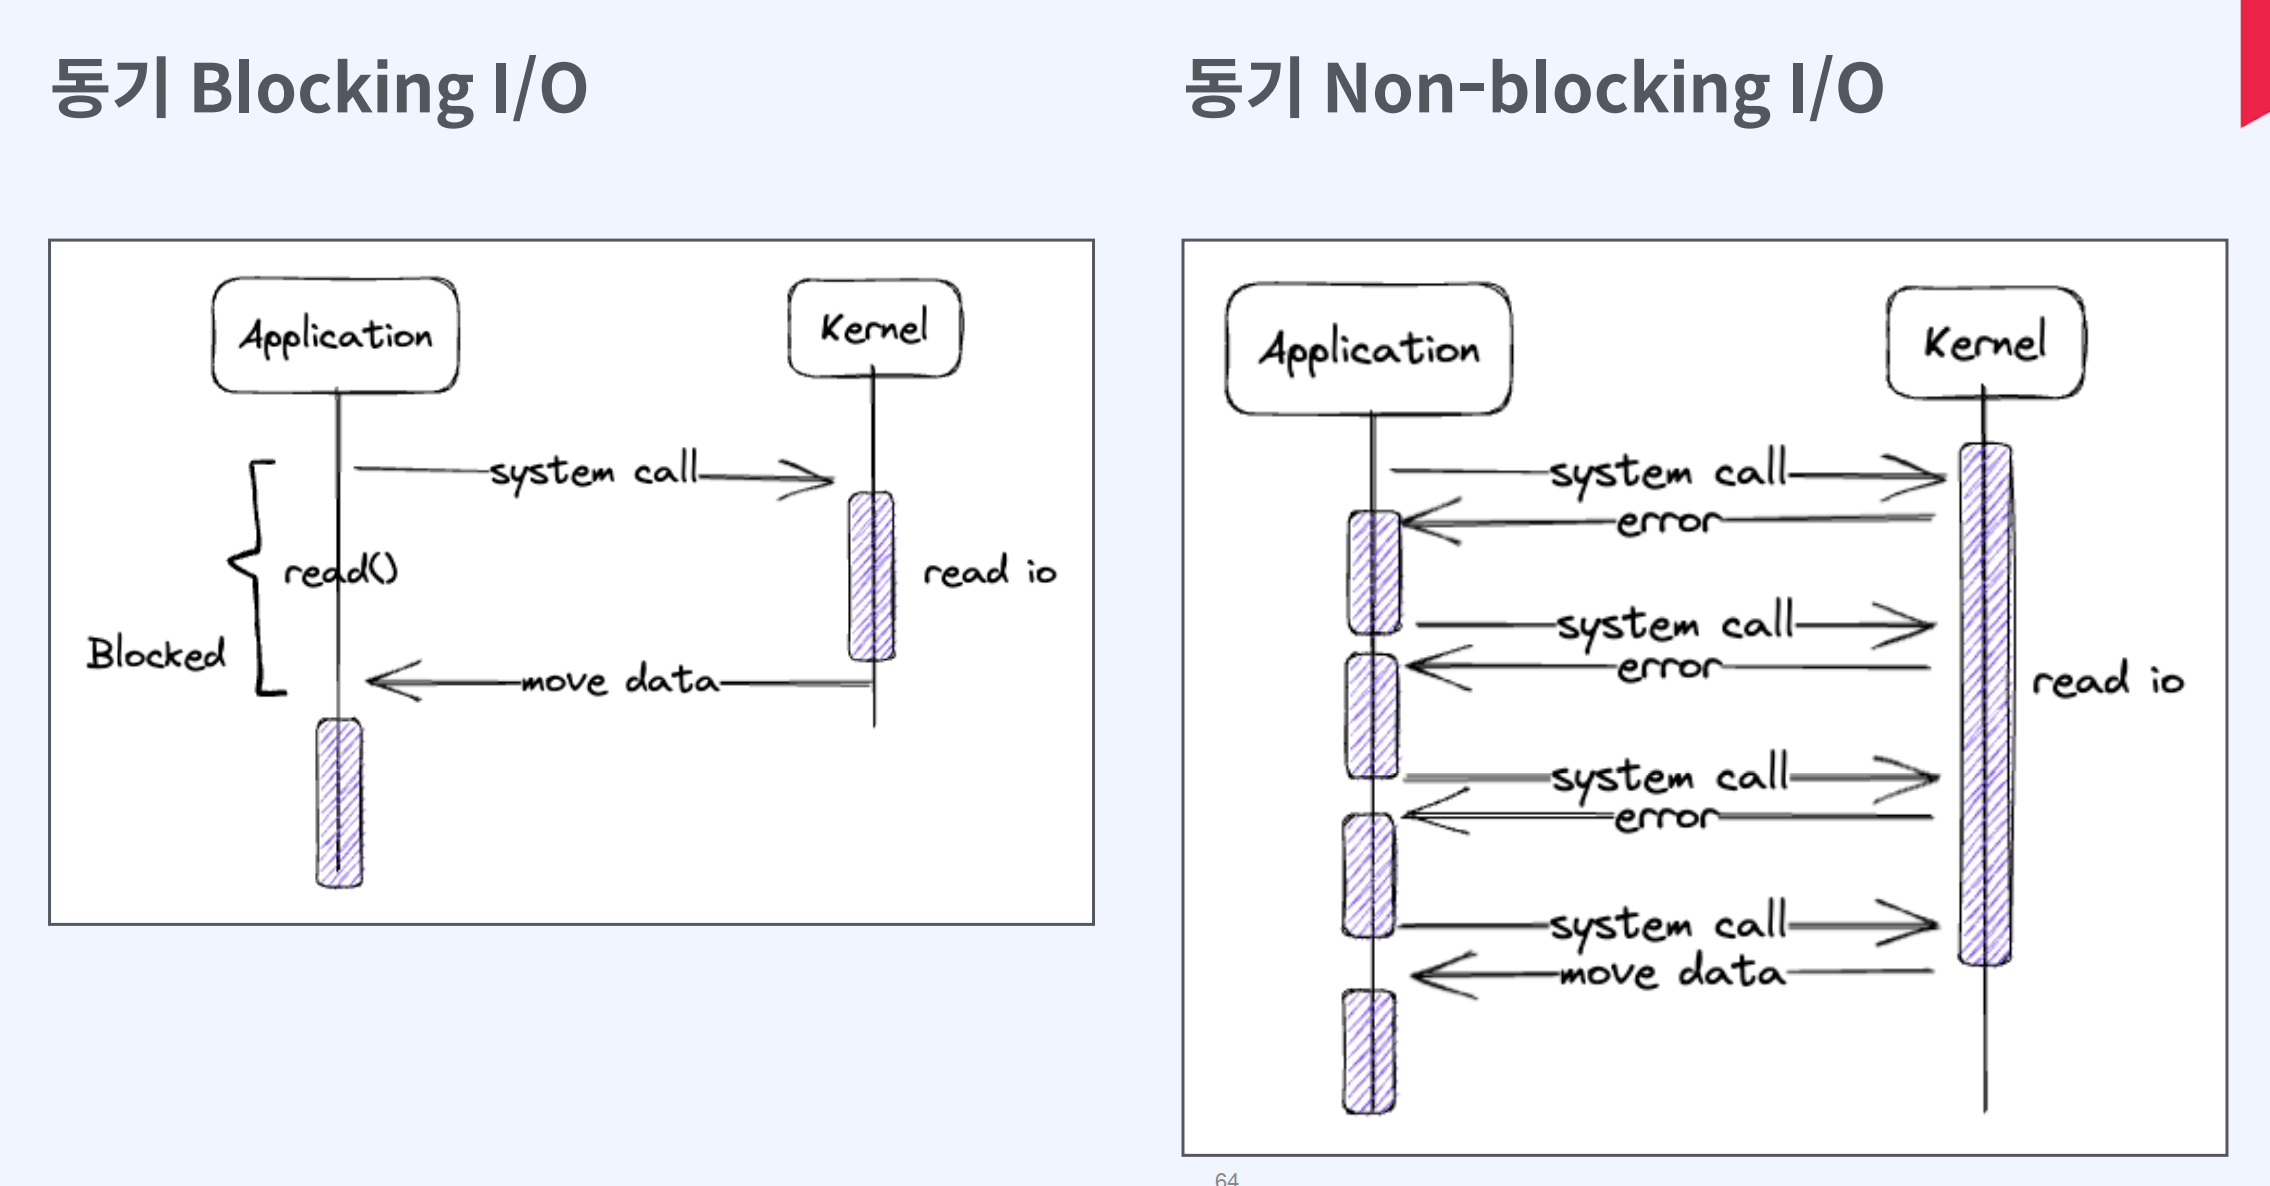 동기 Blocking I/O
Application
Kernel
system call
read()
read io
Blocked
move data
동기 Non-blocking I/O
Application
Kernel
system call
error
system call
error
read io
system call
error
system call
move data
64